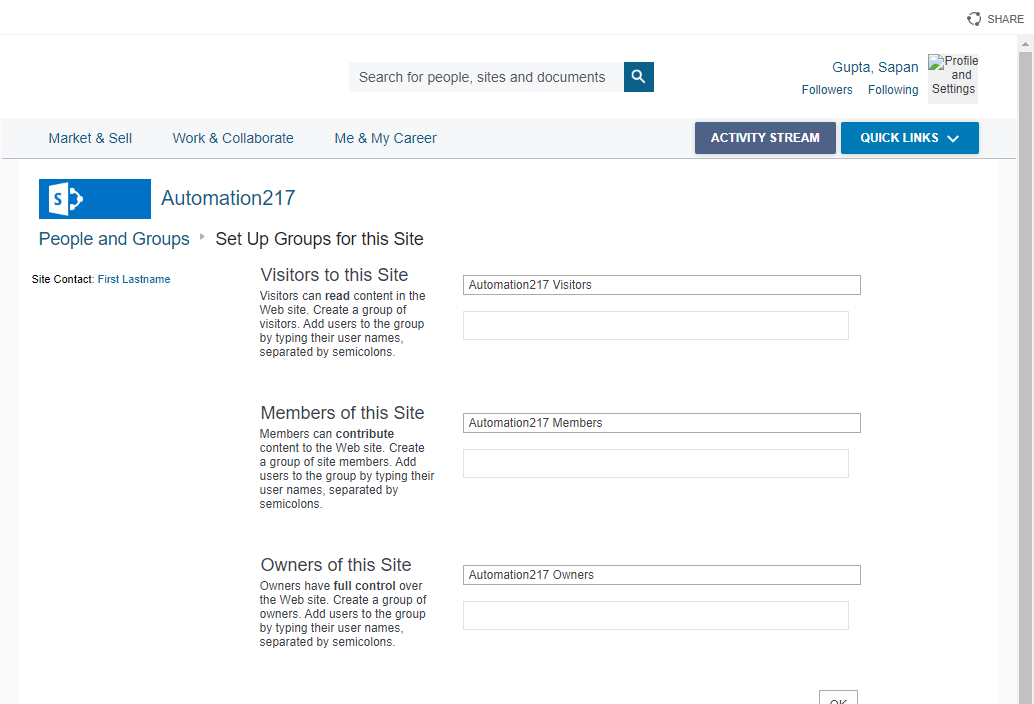 SHARE
Search for people, sites and documents
Gupta, Sapan
Followers Following
Profile
and
Settings
Market & Sell Work & Collaborate Me & My Career
ACTIVITY STREAM QUICK LINKS
S
Automation217
People and Groups Set Up Groups for this Site
Site Contact: First Lastname
Visitors to this Site
Visitors can read content in the
Web site. Create a group of
visitors. Add users to the group
by typing their user names,
separated by semicolons.
Automation217 Visitors
Members of this Site
Members can contribute
content to the Web site. Create
a group of site members. Add
users to the group by typing their
user names, separated by
semicolons.
Automation217 Members
Owners of this Site
Owners have full control over
the Web site. Create a group of
owners. Add users to the group
by typing their user names,
separated by semicolons.
Automation217 Owners
OK